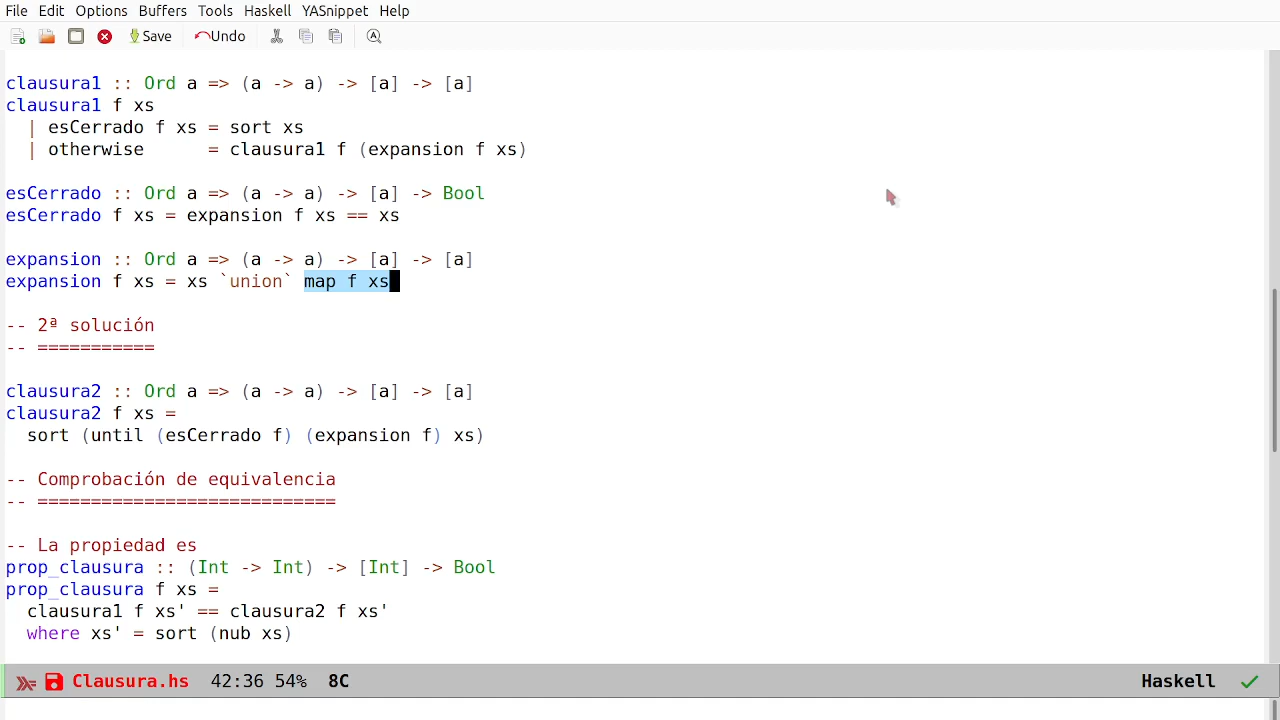 File Edit Options Buffers Tools Haskell YASnippet Help
Save Undo
clausura1 :: Ord a => (a -> a) -> [a] -> [a]
clausura1 f xs
  | esCerrado f xs = sort xs
  | otherwise      = clausura1 f (expansion f xs)
esCerrado :: Ord a => (a -> a) -> [a] -> Bool
esCerrado f xs = expansion f xs == xs
expansion :: Ord a => (a -> a) -> [a] -> [a]
expansion f xs = xs `union` map f xs
-- 2ª solución
-- ===========
clausura2 :: Ord a => (a -> a) -> [a] -> [a]
clausura2 f xs =
  sort (until (esCerrado f) (expansion f) xs)
-- Comprobación de equivalencia
-- ============================
-- La propiedad es
prop_clausura :: (Int -> Int) -> [Int] -> Bool
prop_clausura f xs =
  clausura1 f xs' == clausura2 f xs'
  where xs' = sort (nub xs)
Clausura.hs 42:36 54% 8C Haskell